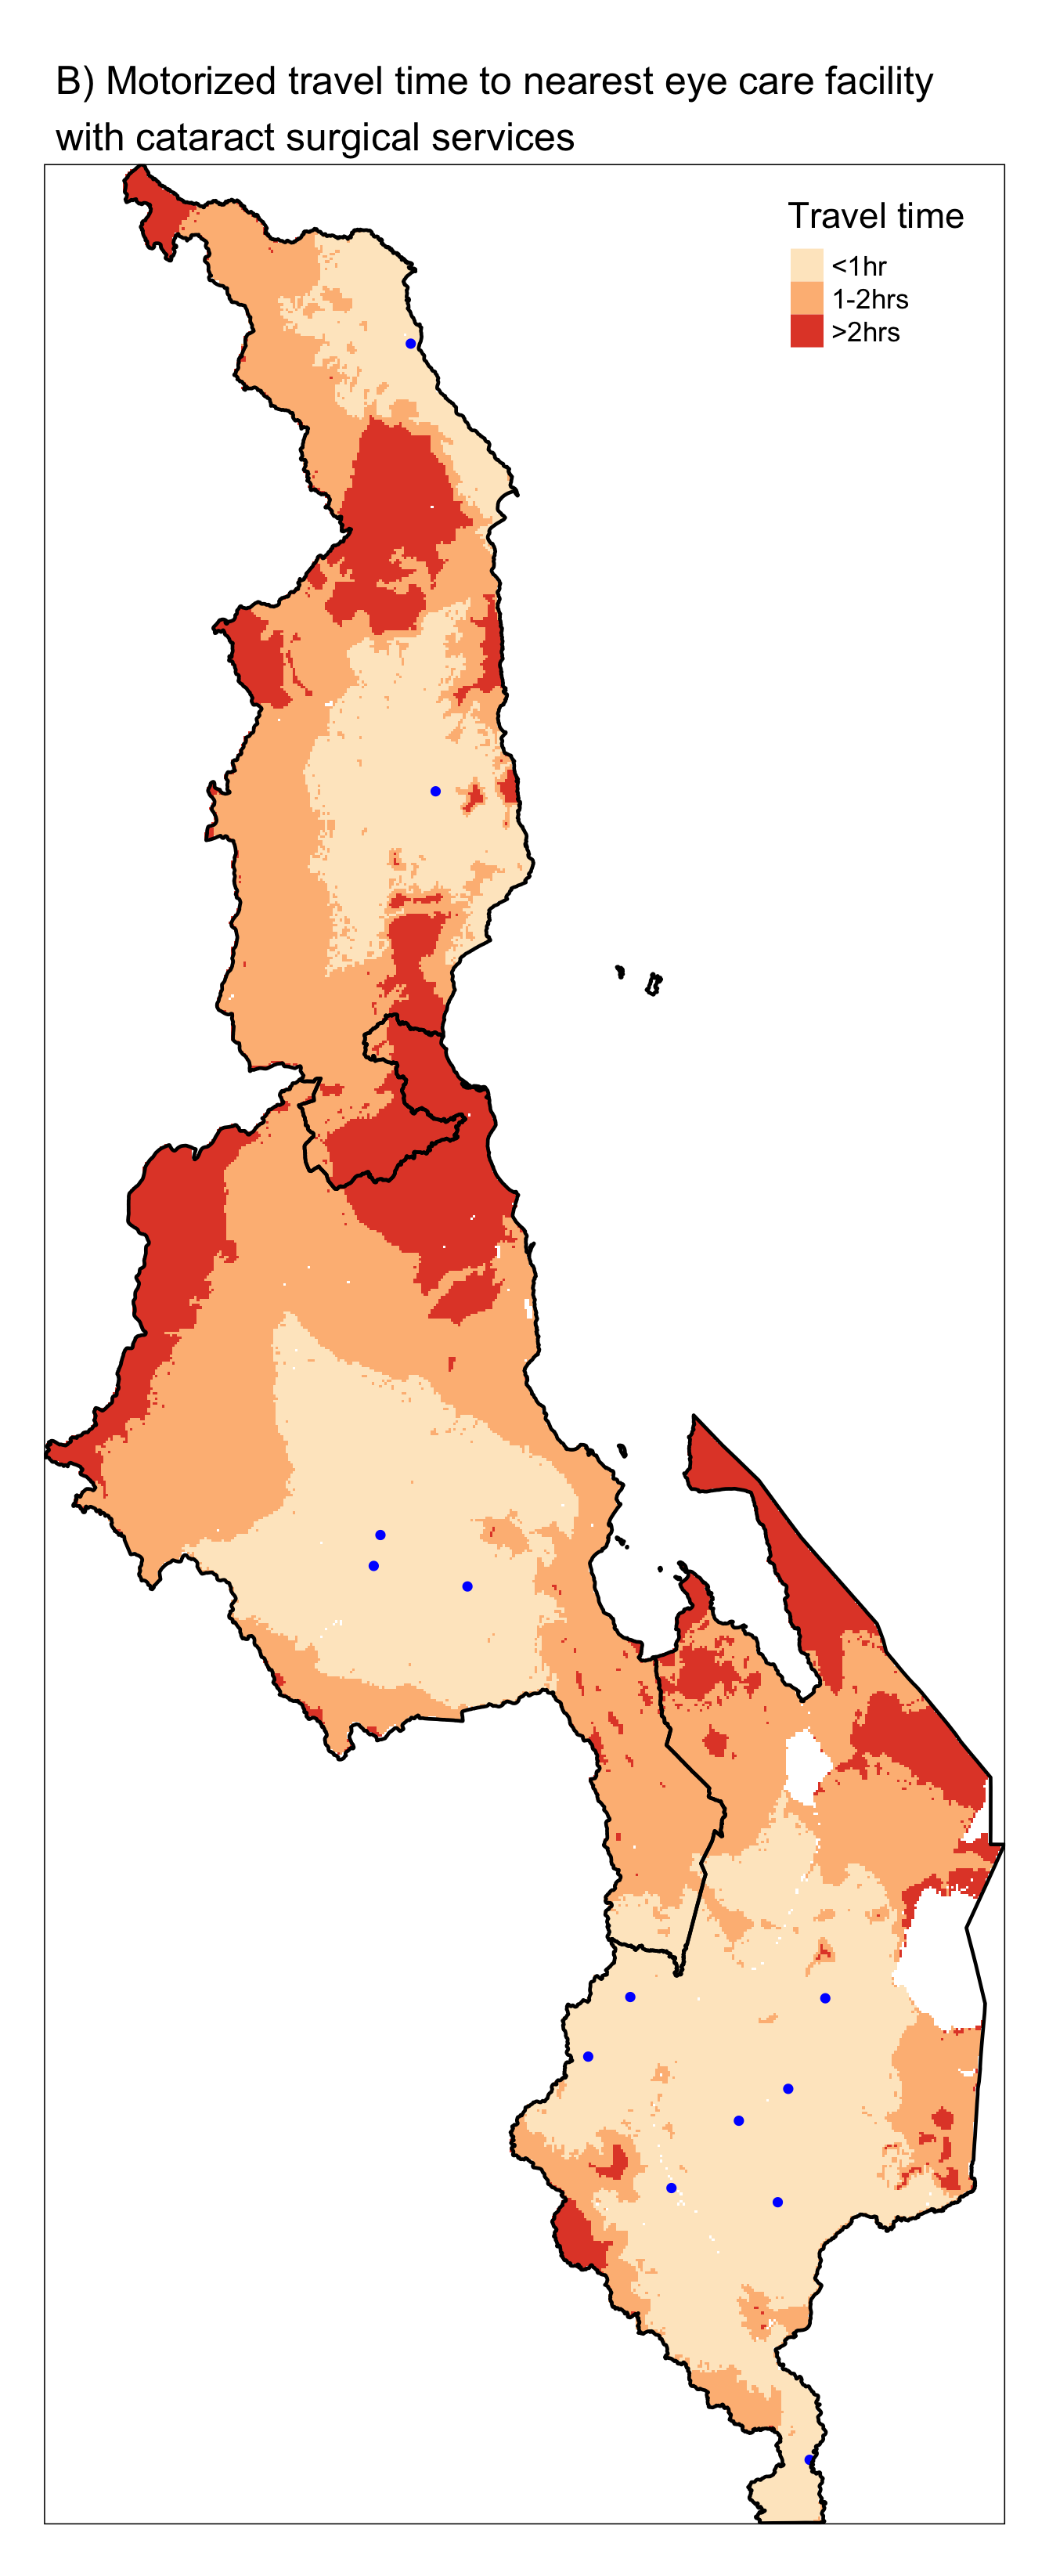 B) Motorized travel time to nearest eye care facility
with cataract surgical services
Travel time
<1hr
1-2hrs
>2hrs